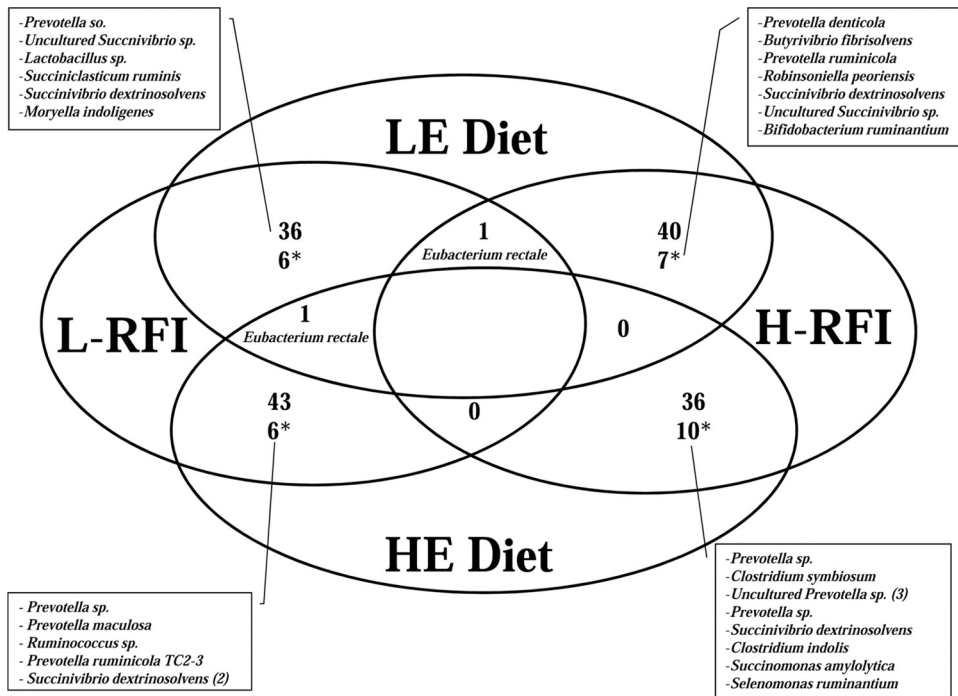 -Prevotella so.
-Uncultured Succnivibrio sp.
-Lactobacillus sp.
-Succiniclasticum ruminis
-Succinivibrio dextrinosolvens
-Moryella indoligenes
-Prevotella denticola
-Butyrivibrio fibrisolvens
-Prevotella ruminicola
-Robinsoniella peoriensis
-Succinivibrio dextrinosolvens
-Uncultured Succinivibrio sp.
-Bifidobacterium ruminantium
LE Diet
36
6*
1
Eubacterium rectale
40
7*
L-RFI
1
Eubacterium rectale
0
H-RFI
43
6*
0
36
10*
HE Diet
- Prevotella sp.
- Prevotella maculosa
- Ruminococcus sp.
- Prevotella ruminicola TC2-3
- Succinivibrio dextrinosolvens (2)
-Prevotella sp.
-Clostridium symbiosum
-Uncultured Prevotella sp. (3)
-Prevotella sp.
-Succinivibrio dextrinosolvens
-Clostridium indolis
-Succinomonas amylolytica
-Selenomonas ruminantium